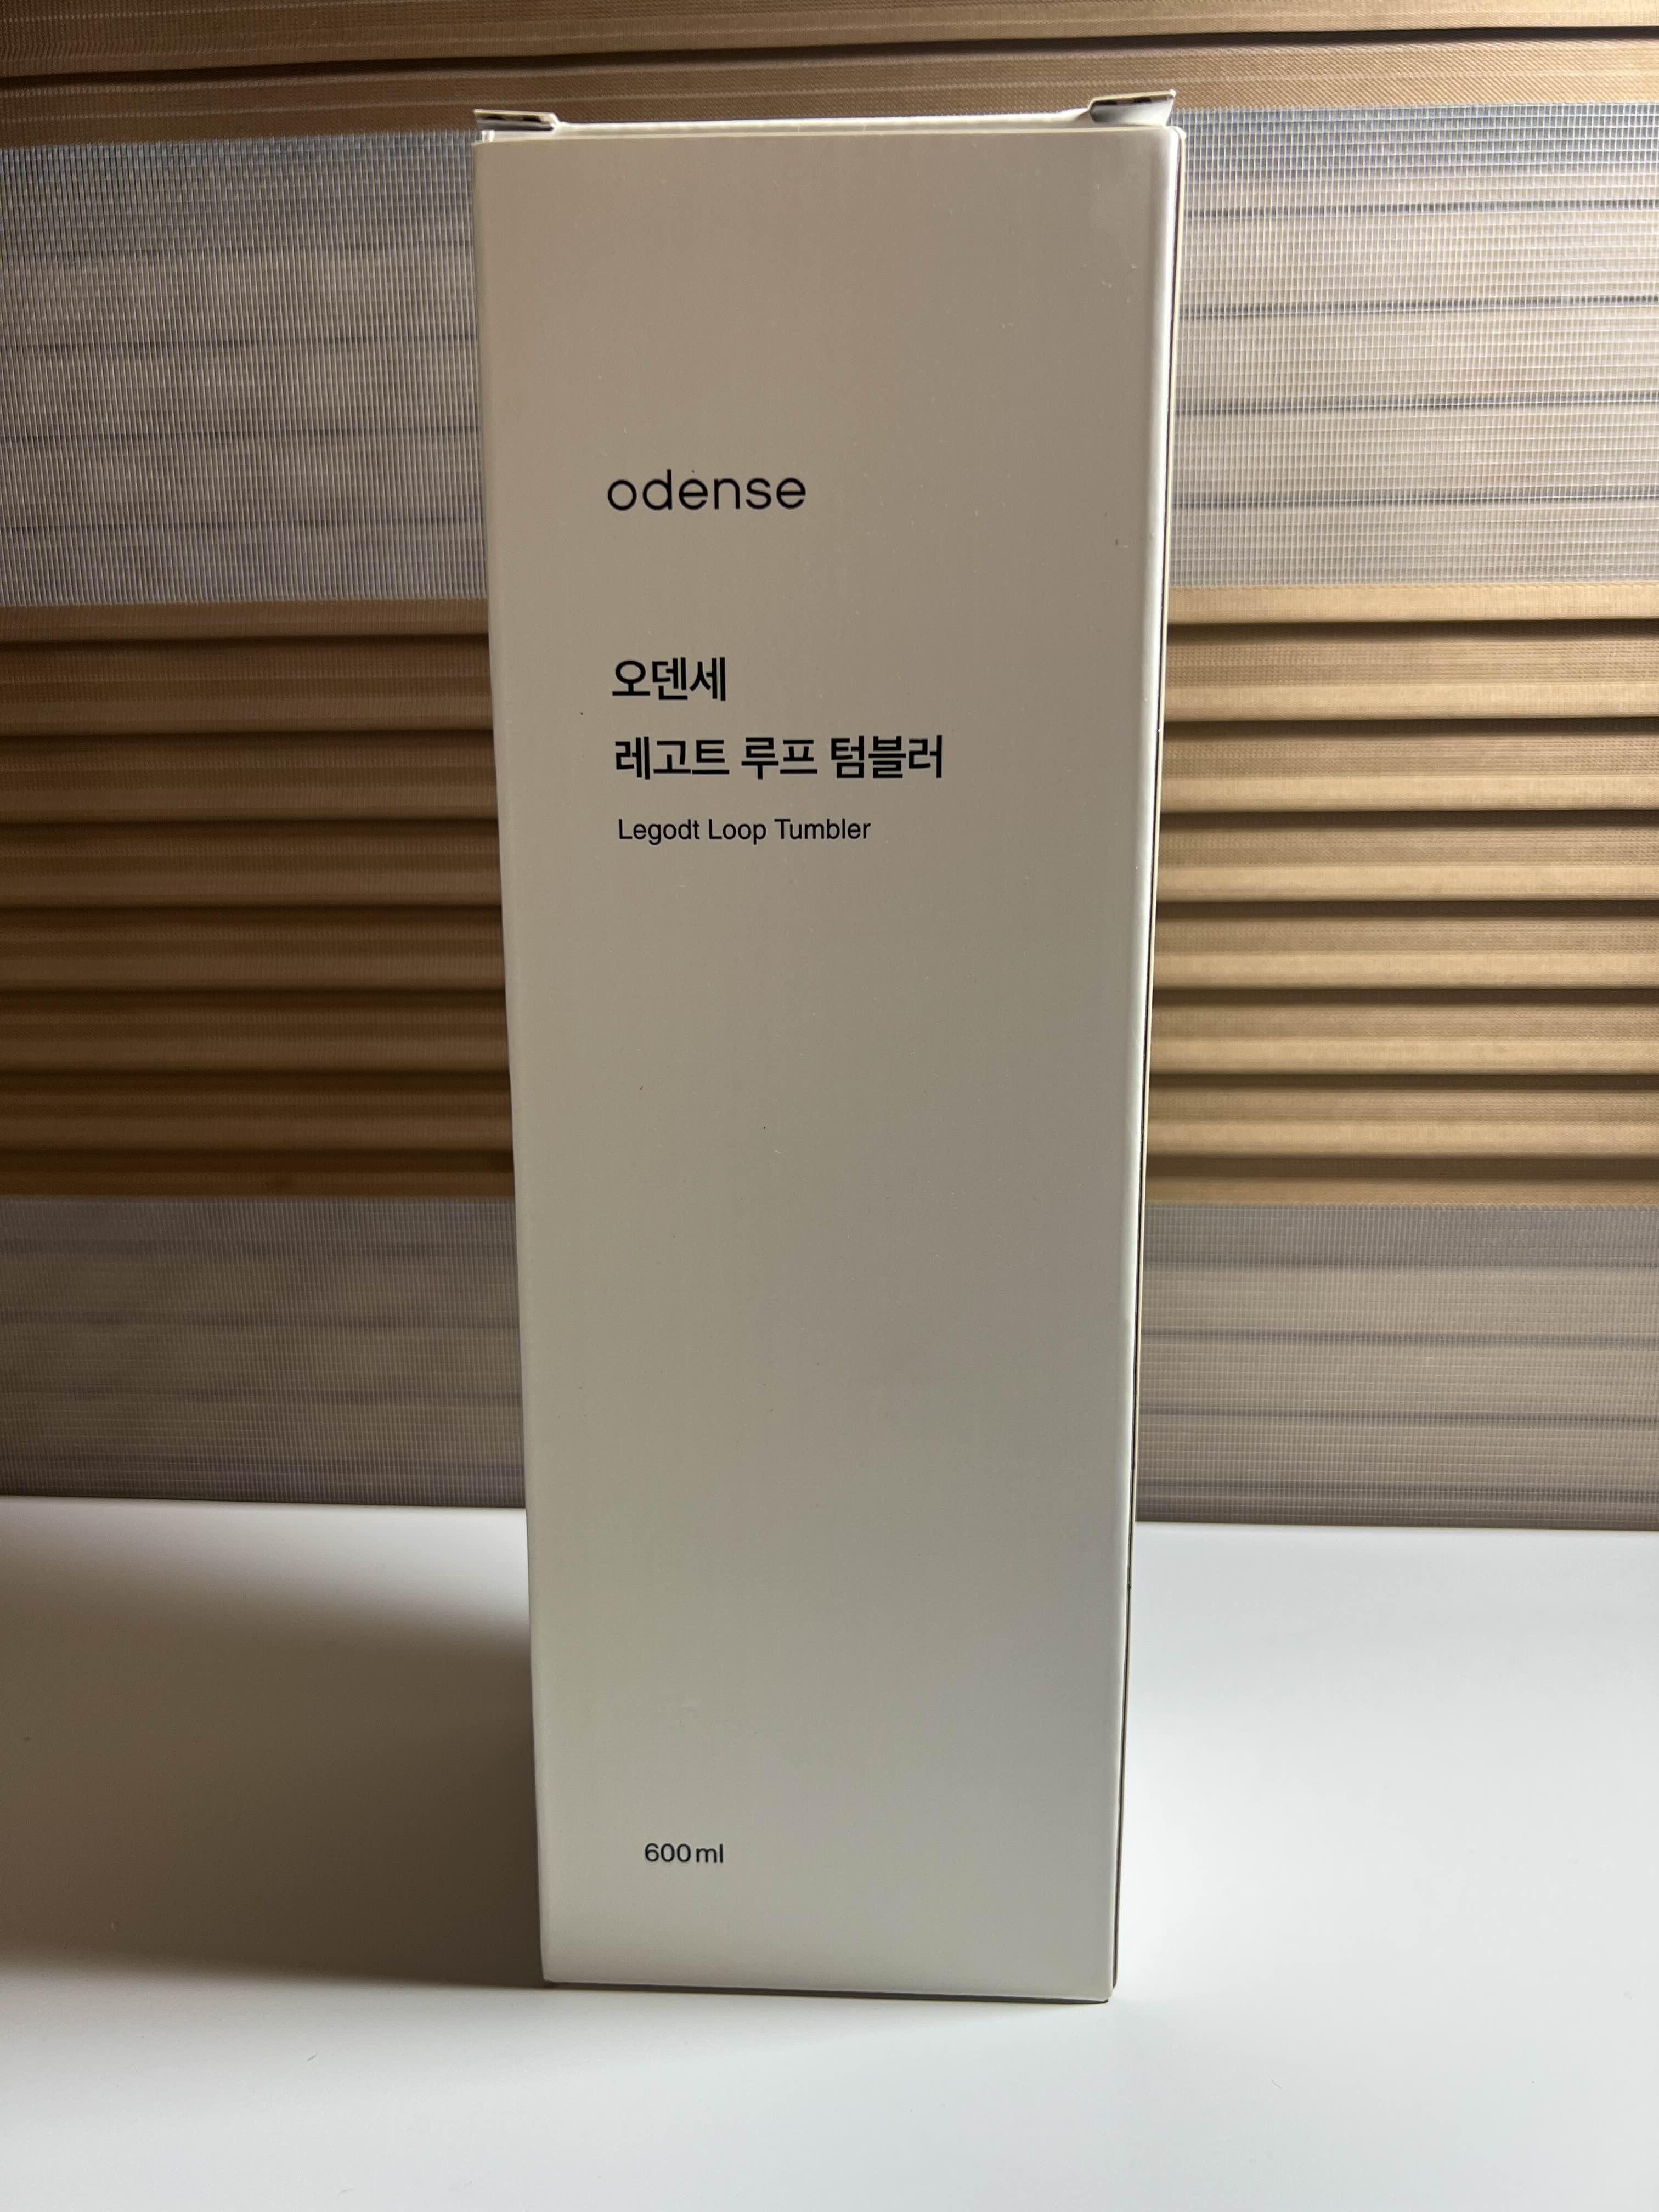 odense
오덴세
레고트 루프 텀블러
Legodt Loop Tumbler
600ml